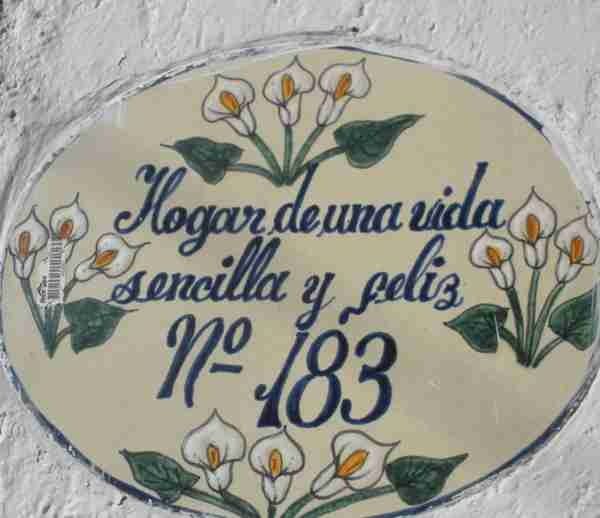 Hogar de una vida
sencilla y feliz
Nº 183